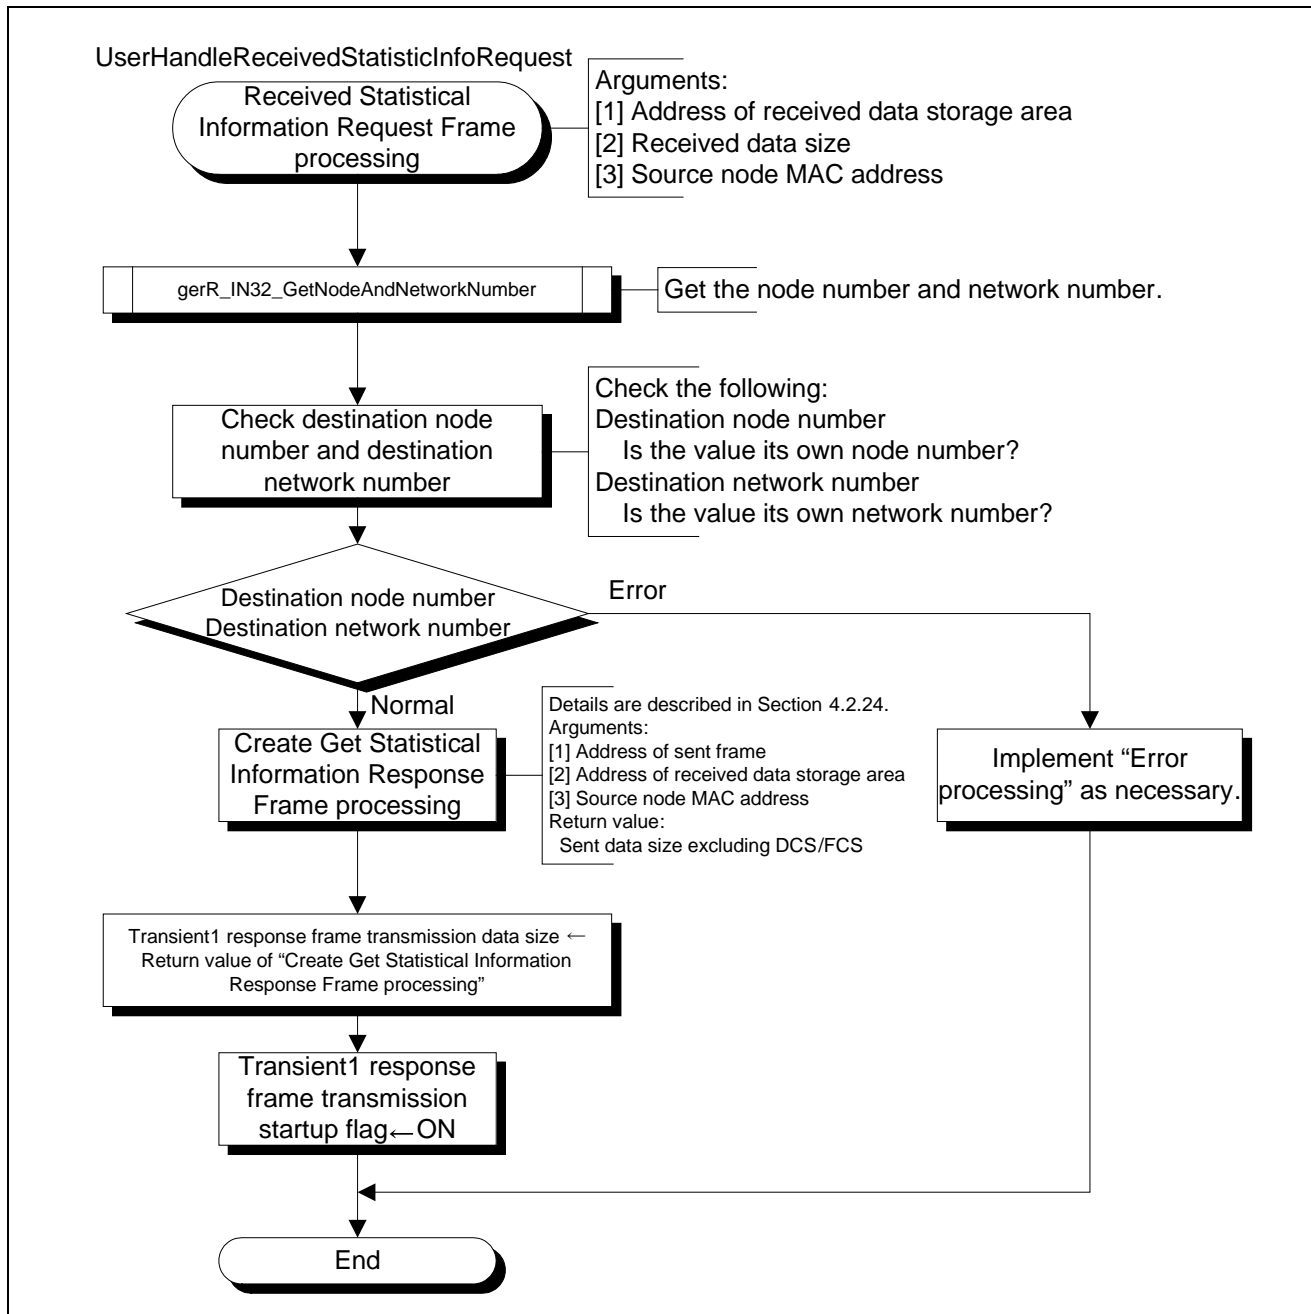 UserHandleReceivedStatisticInfoRequest
Received Statistical
Information Request Frame
processing
Arguments:
[1] Address of received data storage area
[2] Received data size
[3] Source node MAC address
gerR_IN32_GetNodeAndNetworkNumber
Get the node number and network number.
Check destination node
number and destination
network number
Check the following:
Destination node number
Is the value its own node number?
Destination network number
Is the value its own network number?
Destination node number
Destination network number
Error
Normal
Create Get Statistical
Information Response
Frame processing
Details are described in Section 4.2.24.
Arguments:
[1] Address of sent frame
[2] Address of received data storage area
[3] Source node MAC address
Return value:
Sent data size excluding DCS/FCS
Implement “Error
processing” as necessary.
Transient1 response frame transmission data size ←
Return value of “Create Get Statistical Information
Response Frame processing”
Transient1 response
frame transmission
startup flag←ON
End